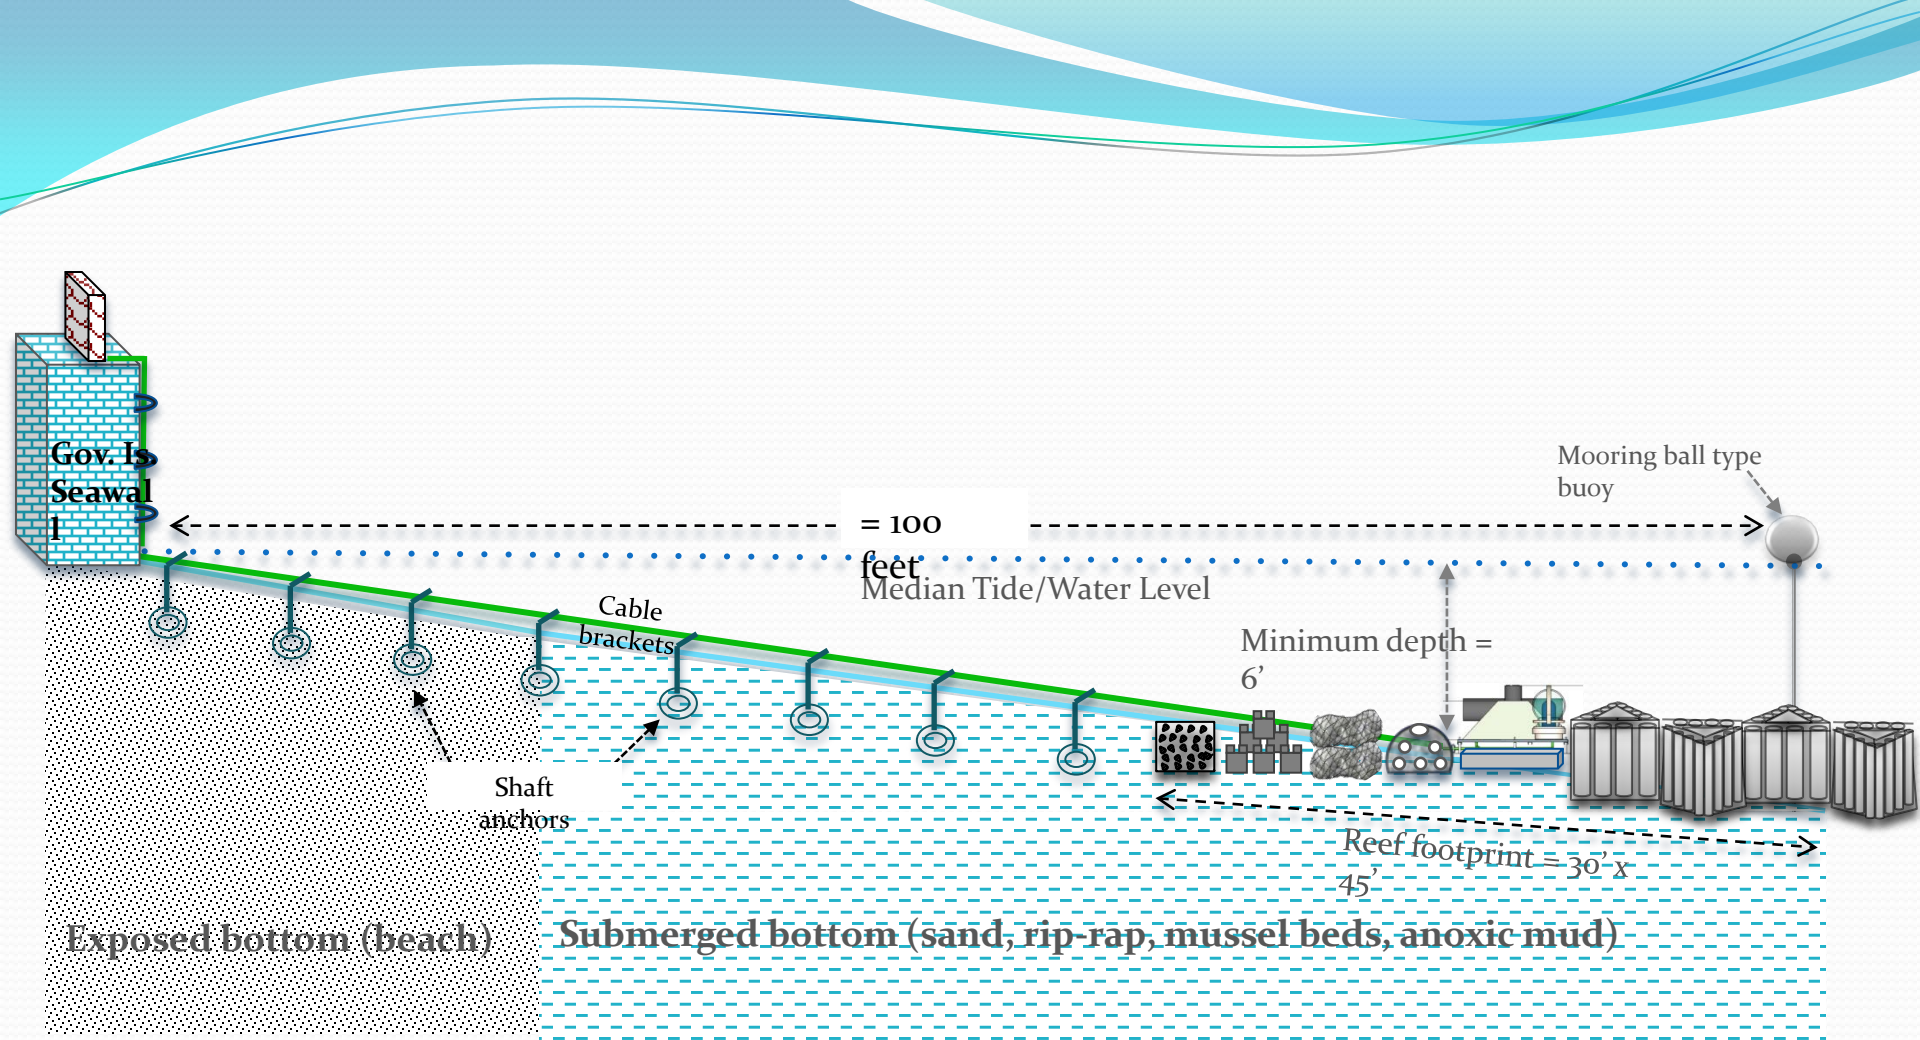 Gov. Is.
Seawal
l
Mooring ball type
buoy
= 100
feet
Median Tide/Water Level
Cable
brackets
Minimum depth =
6’
Shaft
anchors
Reef footprint = 30’ x
45’
Exposed bottom (beach)
Submerged bottom (sand, rip-rap, mussel beds, anoxic mud)